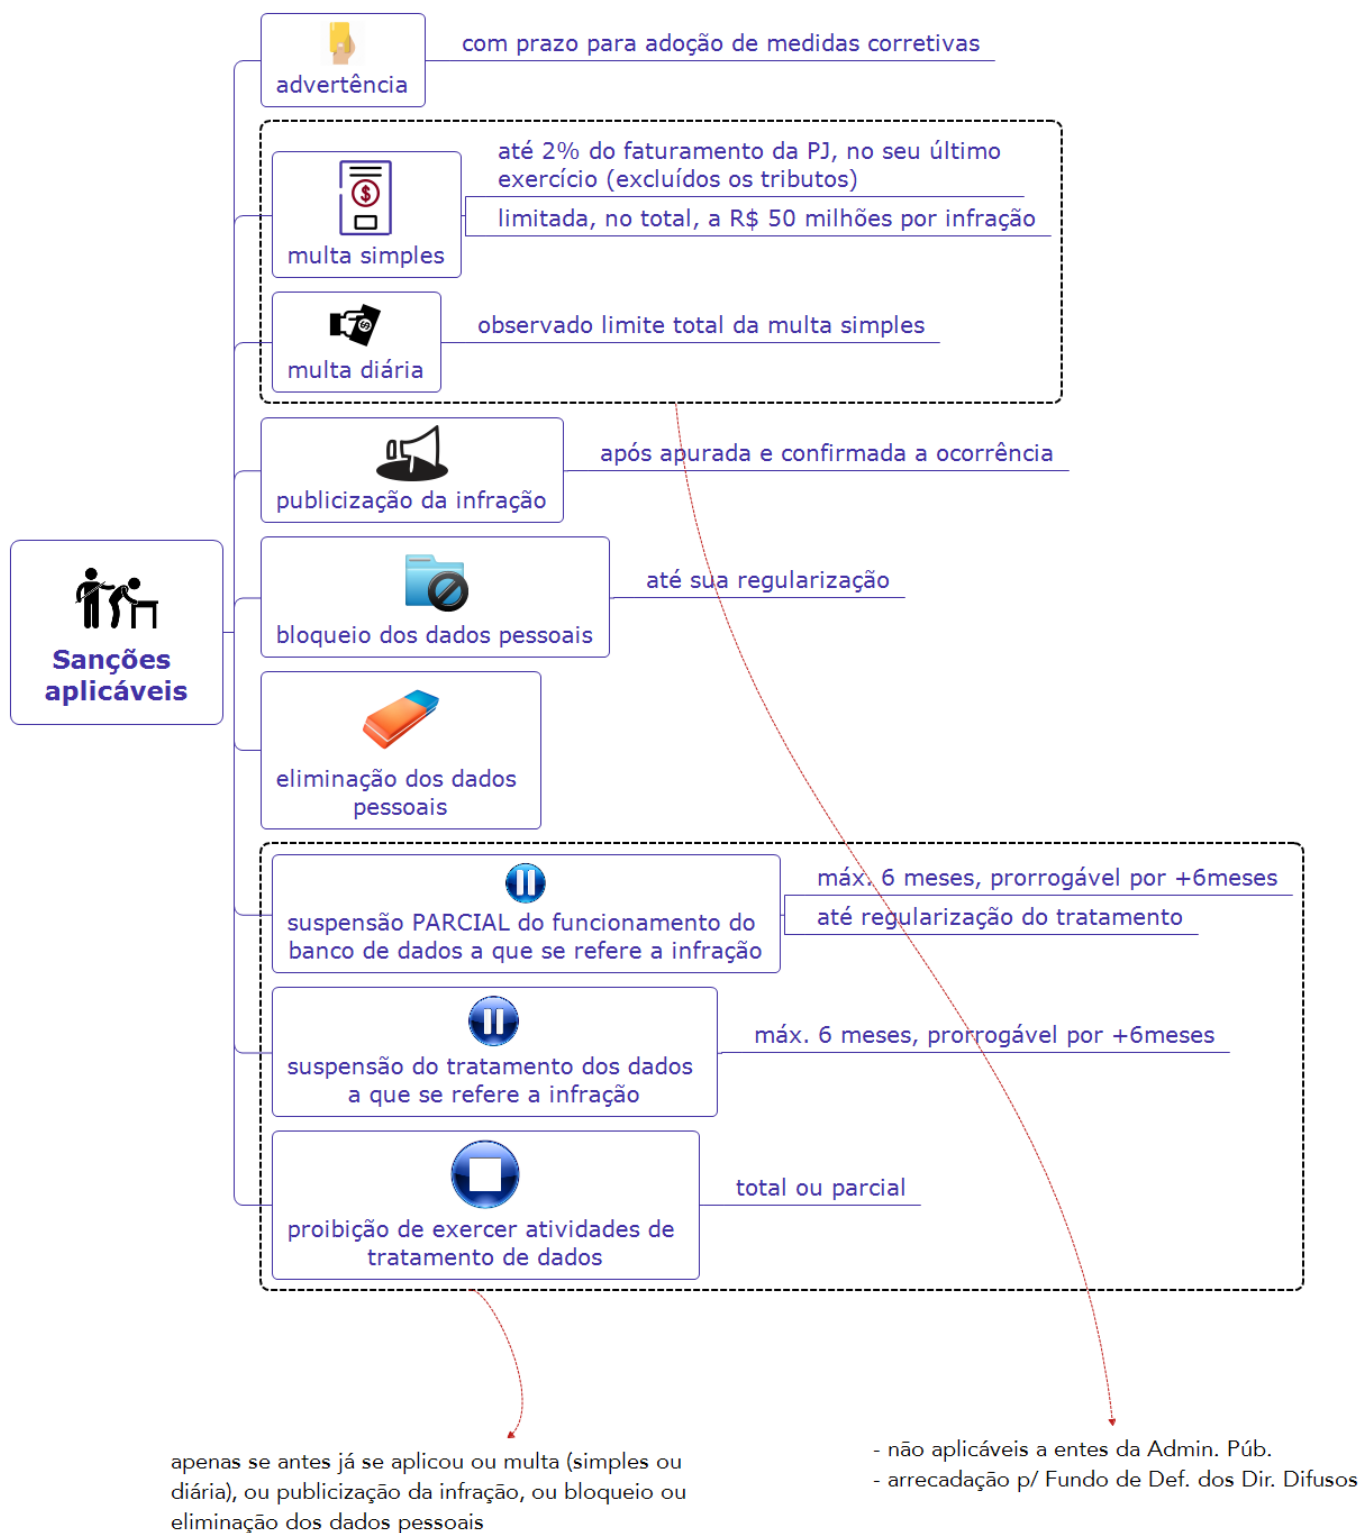 advertência
com prazo para adoção de medidas corretivas
multa simples
até 2% do faturamento da PJ, no seu último
exercício (excluídos os tributos)
limitada, no total, a R$ 50 milhões por infração
multa diária
observado limite total da multa simples
publicização da infração
após apurada e confirmada a ocorrência
Sanções
aplicáveis
bloqueio dos dados pessoais
até sua regularização
eliminação dos dados
pessoais
suspensão PARCIAL do funcionamento do
banco de dados a que se refere a infração
máx. 6 meses, prorrogável por +6meses
até regularização do tratamento
suspensão do tratamento dos dados
a que se refere a infração
máx. 6 meses, prorrogável por +6meses
proibição de exercer atividades de
tratamento de dados
total ou parcial
apenas se antes já se aplicou ou multa (simples ou
diária), ou publicização da infração, ou bloqueio ou
eliminação dos dados pessoais
- não aplicáveis a entes da Admin. Púb.
- arrecadação p/ Fundo de Def. dos Dir. Difusos